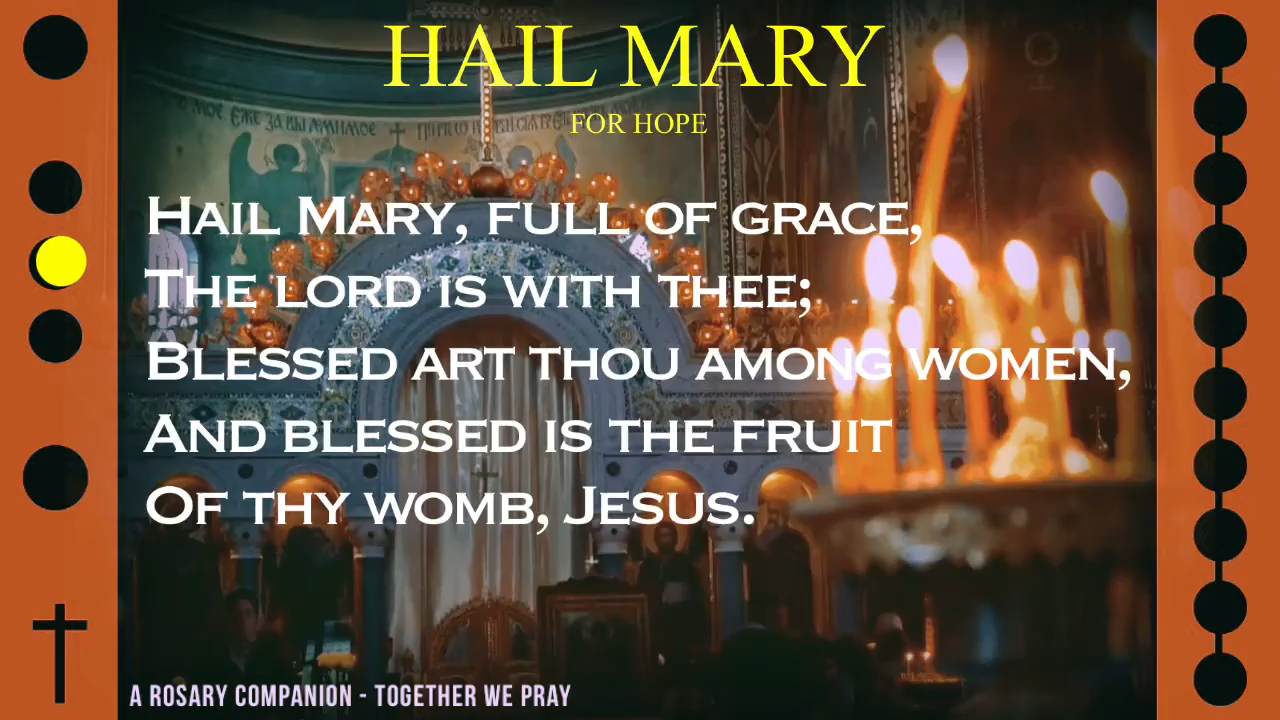 HAIL MARY
FOR HOPE
HAIL MARY, FULL OF GRACE,
THE LORD IS WITH THEE;
BLESSED ART THOU AMONG WOMEN,
AND BLESSED IS THE FRUIT
OF THY WOMB, JESUS.
A ROSARY COMPANION - TOGETHER WE PRAY